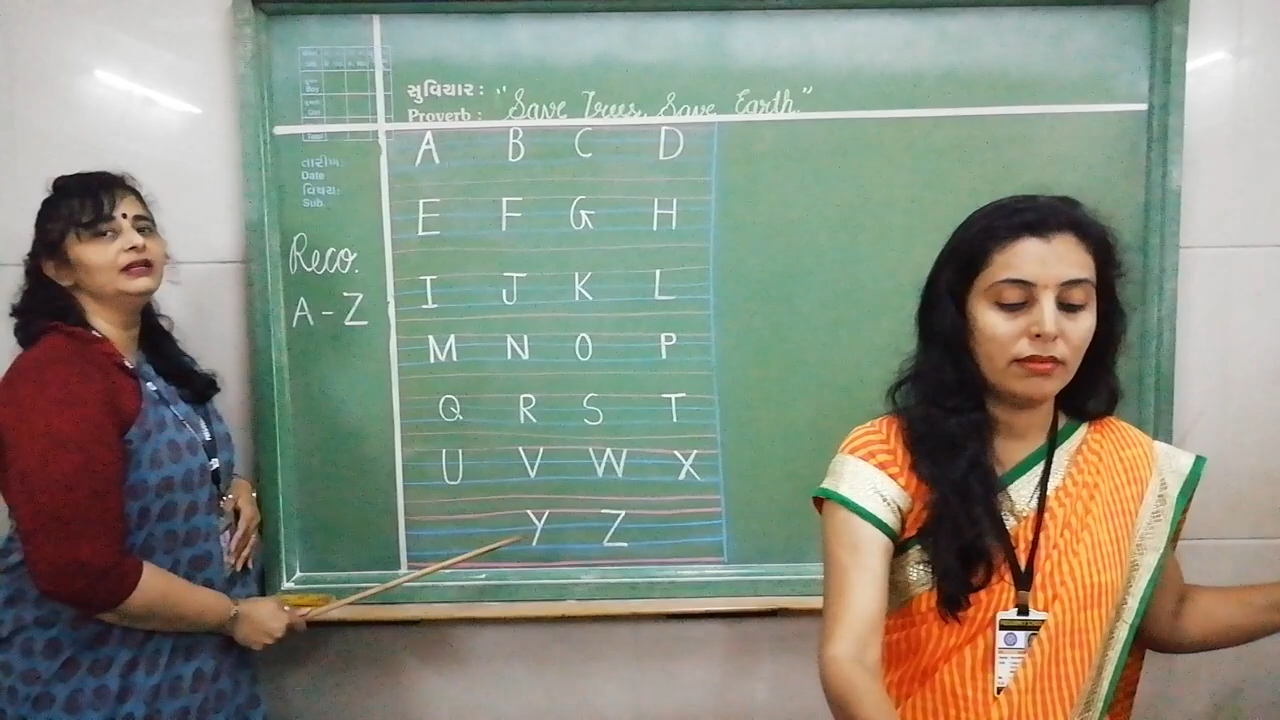 સુવિચાર : "Save Trees, Save Earth."
Proverb :
A B C D
તારીખ:
Date
વિષય:
Sub.
E F G H
Reco.
A - Z
I J K L
M N O P
Q R S T
U V W X
Y Z